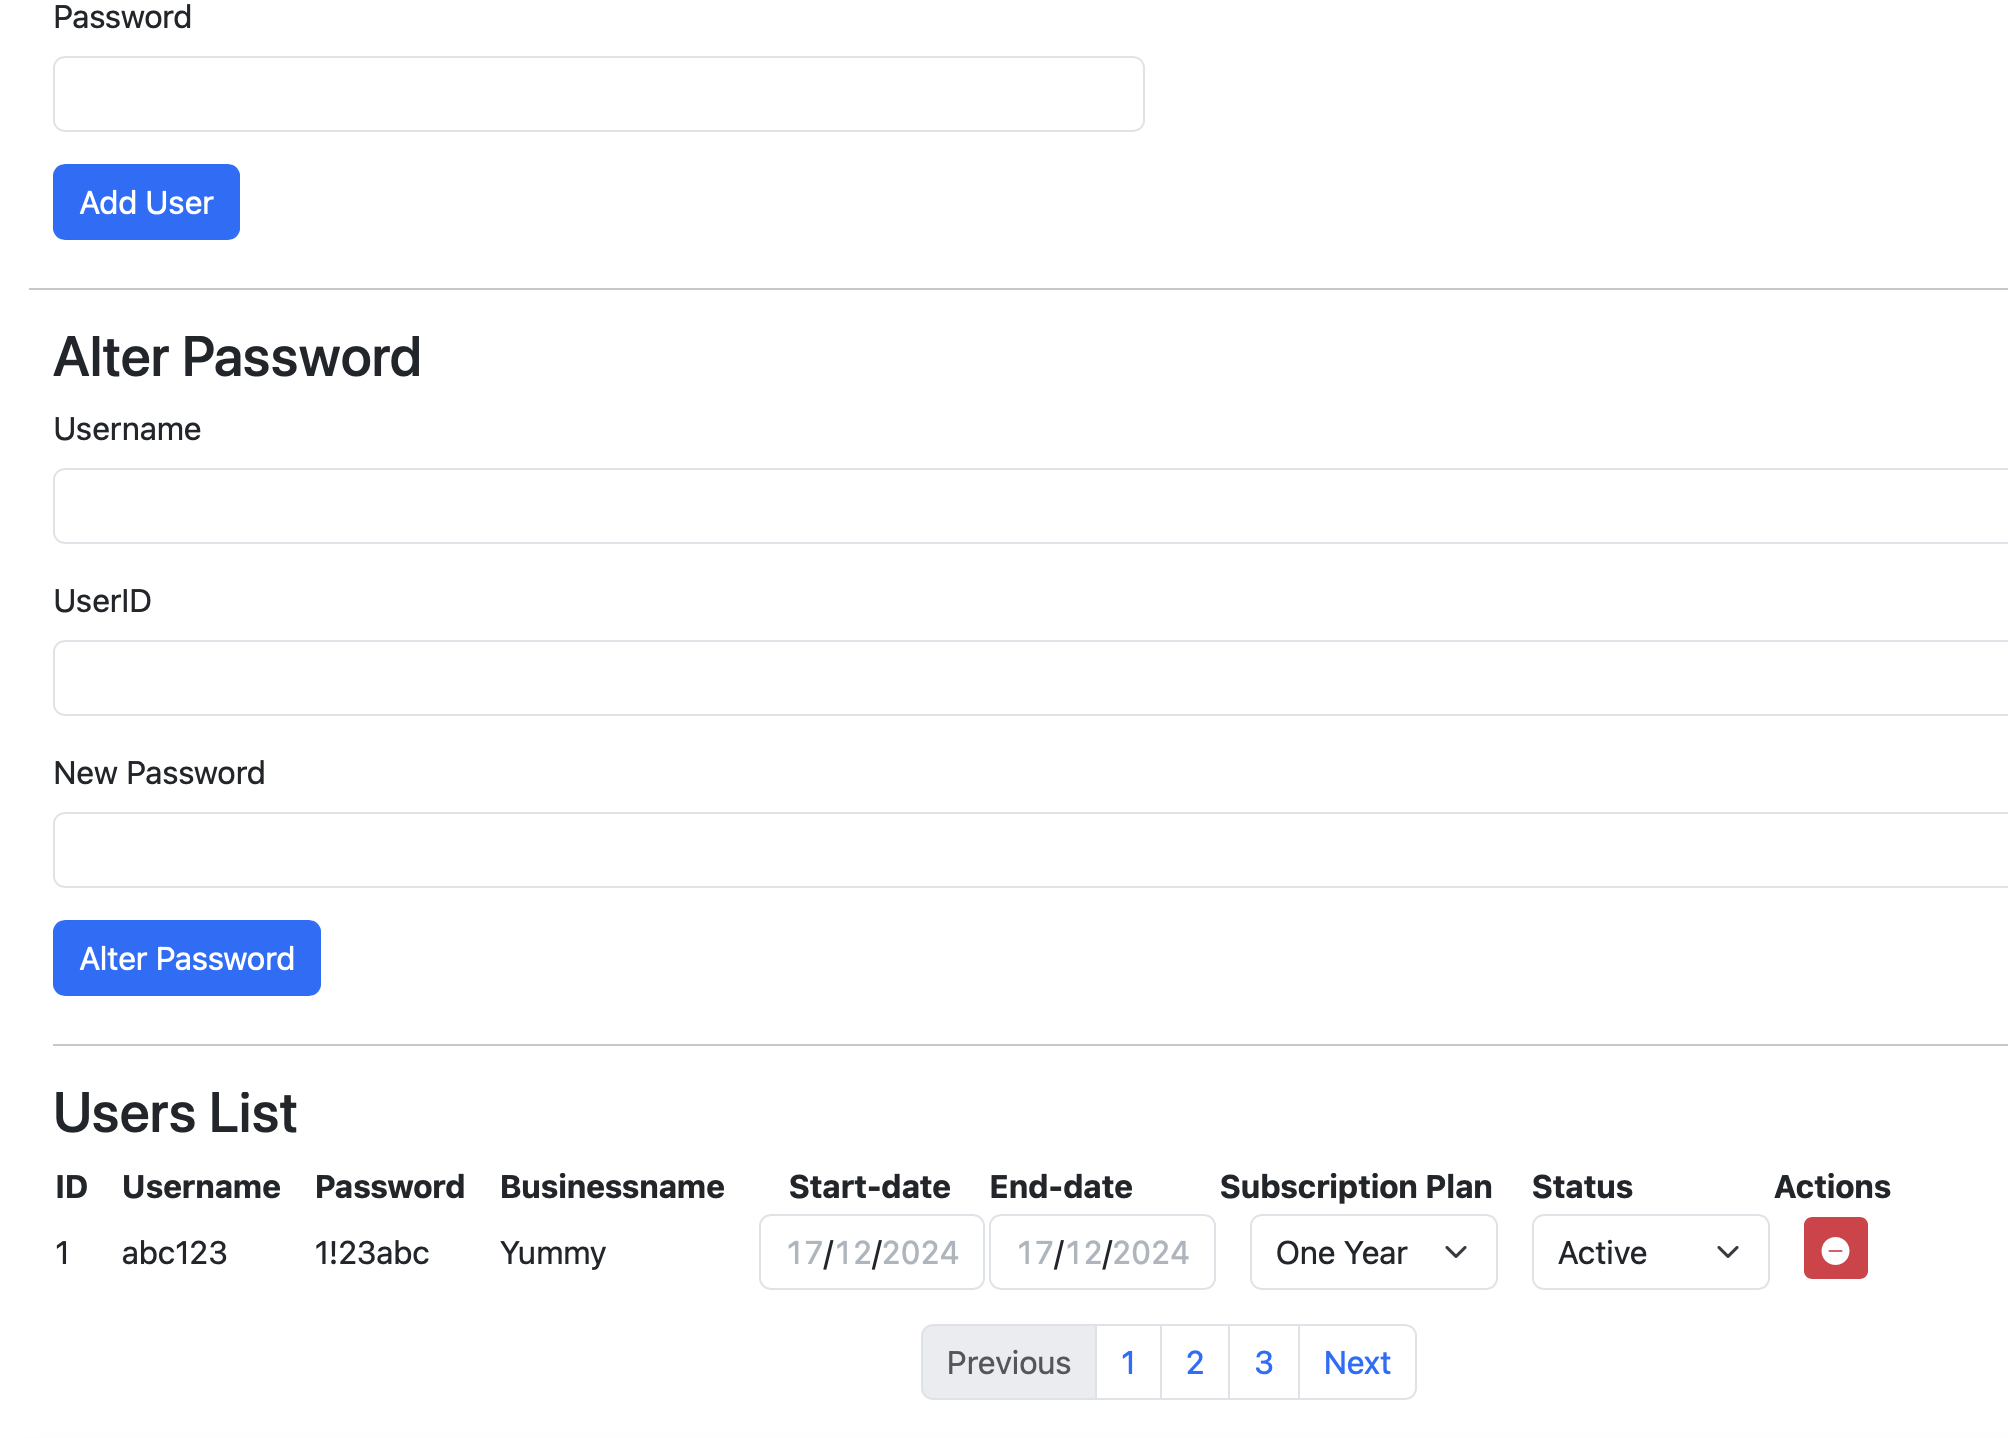 Password
Add User
Alter Password
Username
UserID
New Password
Alter Password
Users List
ID Username Password Businessname Start-date End-date Subscription Plan Status Actions
1 abc123 1!23abc Yummy 17/12/2024 17/12/2024 One Year Active
Previous 1 2 3 Next